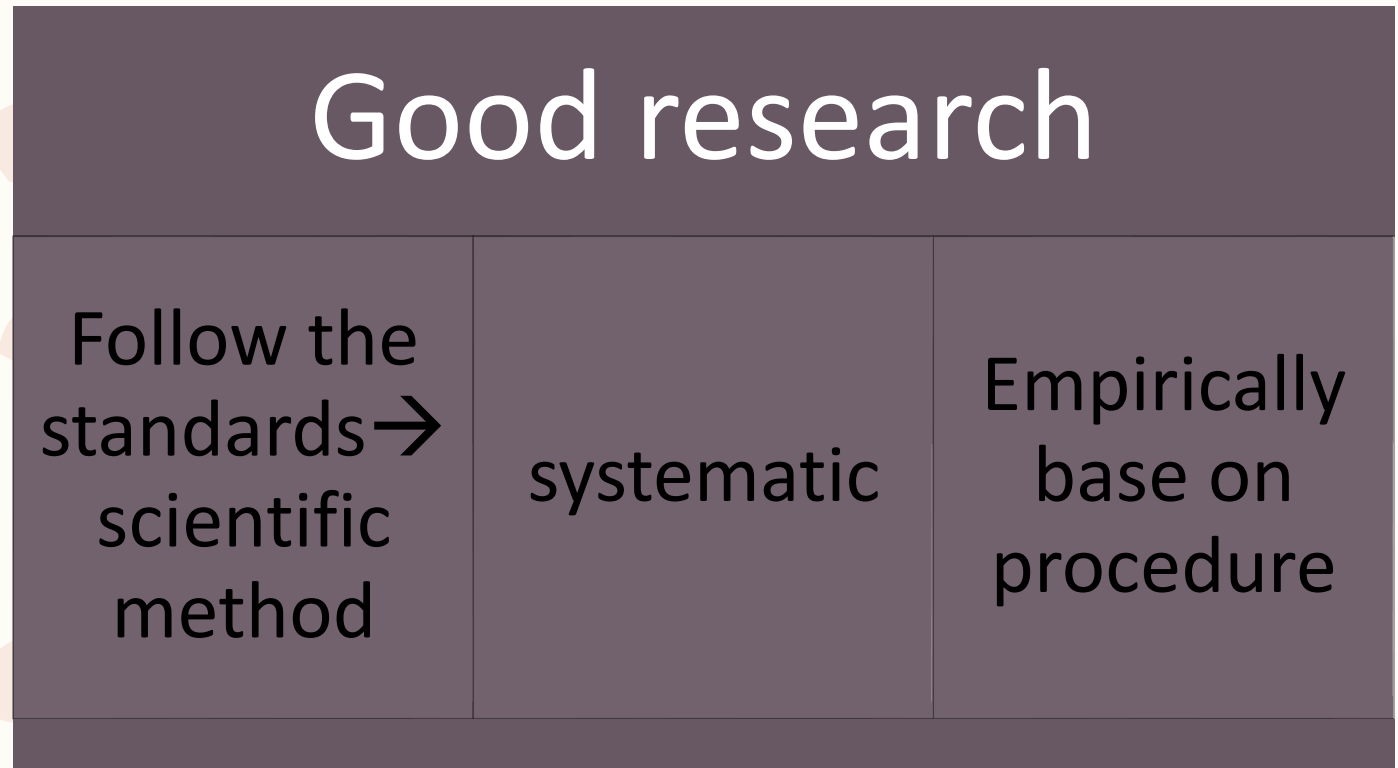 Good research
Follow the
standards→
scientific
method
systematic
Empirically
base on
procedure